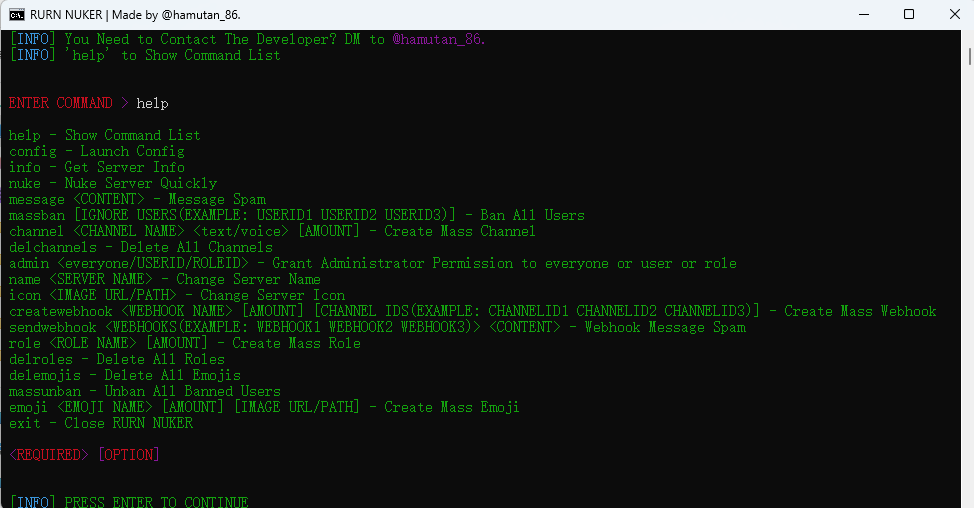 RURN NUKER | Made by @hamutan_86.
[INFO] You Need to Contact The Developer? DM to @hamutan_86.
[INFO] 'help' to Show Command List
ENTER COMMAND > help
help - Show Command List
config - Launch Config
info - Get Server Info
nuke - Nuke Server Quickly
message <CONTENT> - Message Spam
massban [IGNORE USERS(EXAMPLE: USERID1 USERID2 USERID3)] - Ban All Users
channel <CHANNEL NAME> <text/voice> [AMOUNT] - Create Mass Channel
delchannels - Delete All Channels
admin <everyone/USERID/ROLEID> - Grant Administrator Permission to everyone or user or role
name <SERVER NAME> - Change Server Name
icon <IMAGE URL/PATH> - Change Server Icon
createwebhook <WEBHOOK NAME> [AMOUNT] [CHANNEL IDS(EXAMPLE: CHANNELID1 CHANNELID2 CHANNELID3)] - Create Mass Webhook
sendwebhook <WEBHOOKS(EXAMPLE: WEBHOOK1 WEBHOOK2 WEBHOOK3)> <CONTENT> - Webhook Message Spam
role <ROLE NAME> [AMOUNT] - Create Mass Role
delroles - Delete All Roles
delemojis - Delete All Emojis
massunban - Unban All Banned Users
emoji <EMOJI NAME> [AMOUNT] [IMAGE URL/PATH] - Create Mass Emoji
exit - Close RURN NUKER
<REQUIRED> [OPTION]
[INFO] PRESS ENTER TO CONTINUE